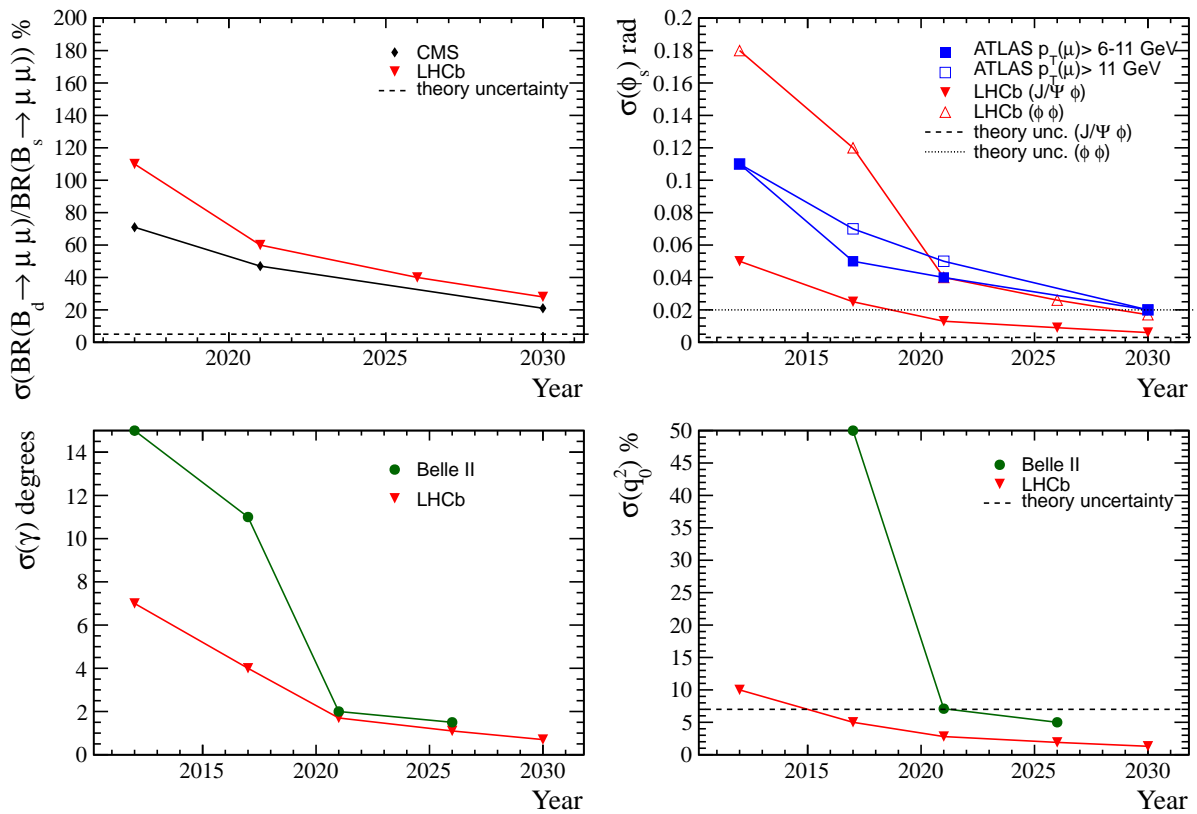 σ(BR(B_d → μ μ)/BR(B_s → μ μ)) %
200
180
160
140
120
100
80
60
40
20
0
CMS
LHCb
theory uncertainty
2020
2025
2030
Year
σ(φ_s) rad
0.2
0.18
0.16
0.14
0.12
0.1
0.08
0.06
0.04
0.02
0
ATLAS p_T(μ)> 6-11 GeV
ATLAS p_T(μ)> 11 GeV
LHCb (J/Ψ φ)
LHCb (φ φ)
theory unc. (J/Ψ φ)
theory unc. (φ φ)
2015
2020
2025
2030
Year
σ(γ) degrees
14
12
10
8
6
4
2
0
Belle II
LHCb
2015
2020
2025
2030
Year
σ(q_0^2) %
50
45
40
35
30
25
20
15
10
5
0
Belle II
LHCb
theory uncertainty
2015
2020
2025
2030
Year